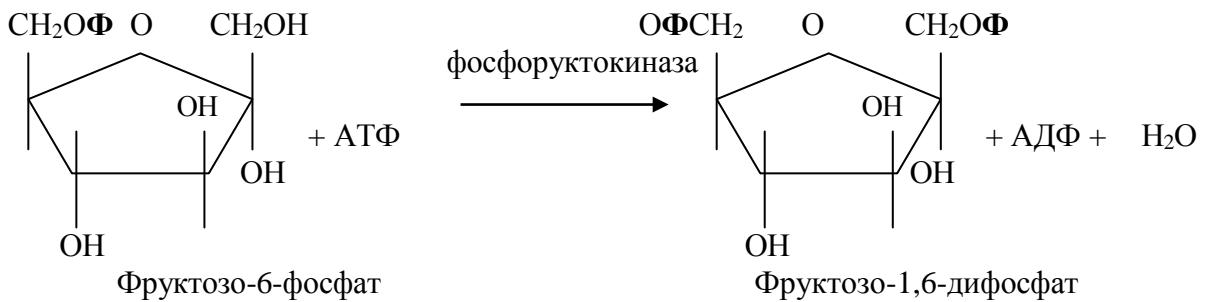 CH₂OФ O CH₂OH OФCH₂ O CH₂OФ
фосфоруктокиназа
OH OH
+ АТФ + АДФ + H₂O
OH OH
OH OH
Фруктозо-6-фосфат Фруктозо-1,6-дифосфат